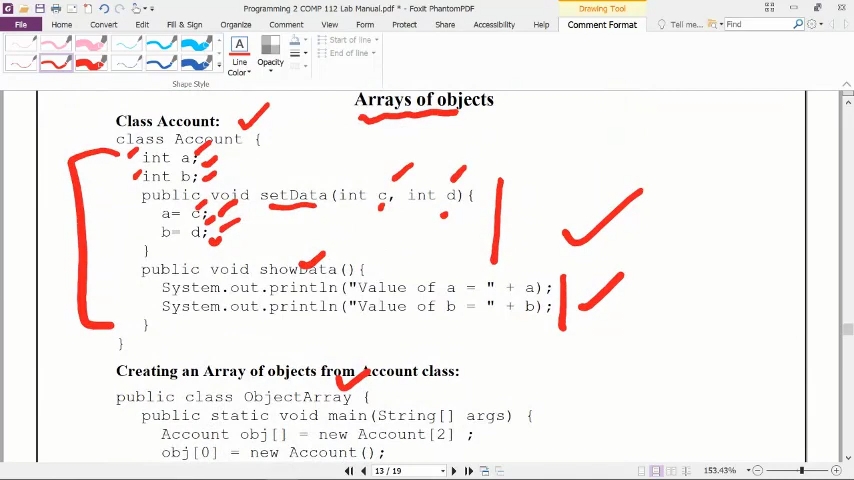 Programming 2 COMP 112 Lab Manual.pdf * - Foxit PhantomPDF
Drawing Tool
File Home Edit Fill & Sign Organize Comment View Form Protect Share Accessibility Help Comment Format
Tell me... Find
Line Color
Opacity
Start of line
End of line
Shape Style
Arrays of objects
Class Account:
class Account {
int a;
int b;
public void setData(int c, int d){
a= c;
b= d;
}
public void showData(){
System.out.println("Value of a = " + a);
System.out.println("Value of b = " + b);
}
}
Creating an Array of objects from Account class:
public class ObjectArray {
public static void main(String[] args) {
Account obj[] = new Account[2] ;
obj[0] = new Account();
13 / 19
153.43%